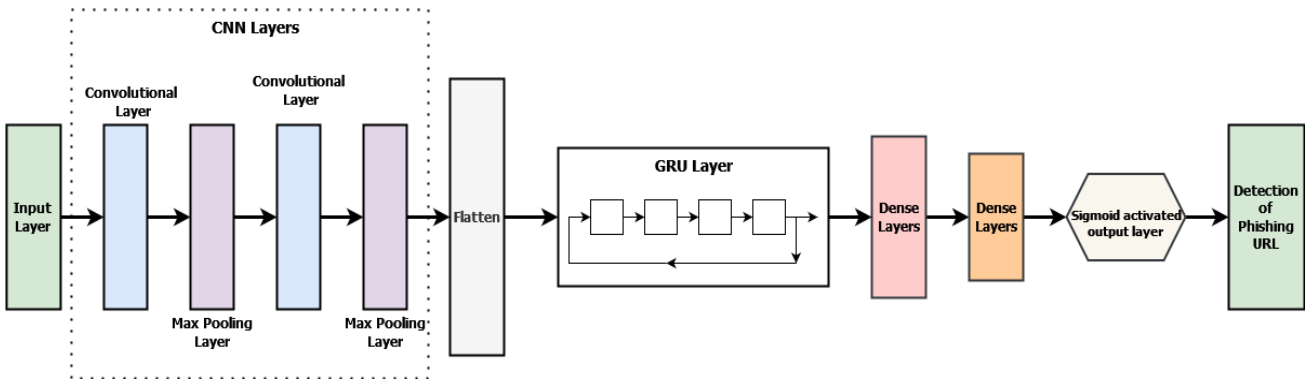 CNN Layers
Convolutional
Layer
Convolutional
Layer
Input
Layer
Max Pooling
Layer
Max Pooling
Layer
Flatten
GRU Layer
Dense
Layers
Dense
Layers
Sigmoid activated
output layer
Detection
of
Phishing
URL